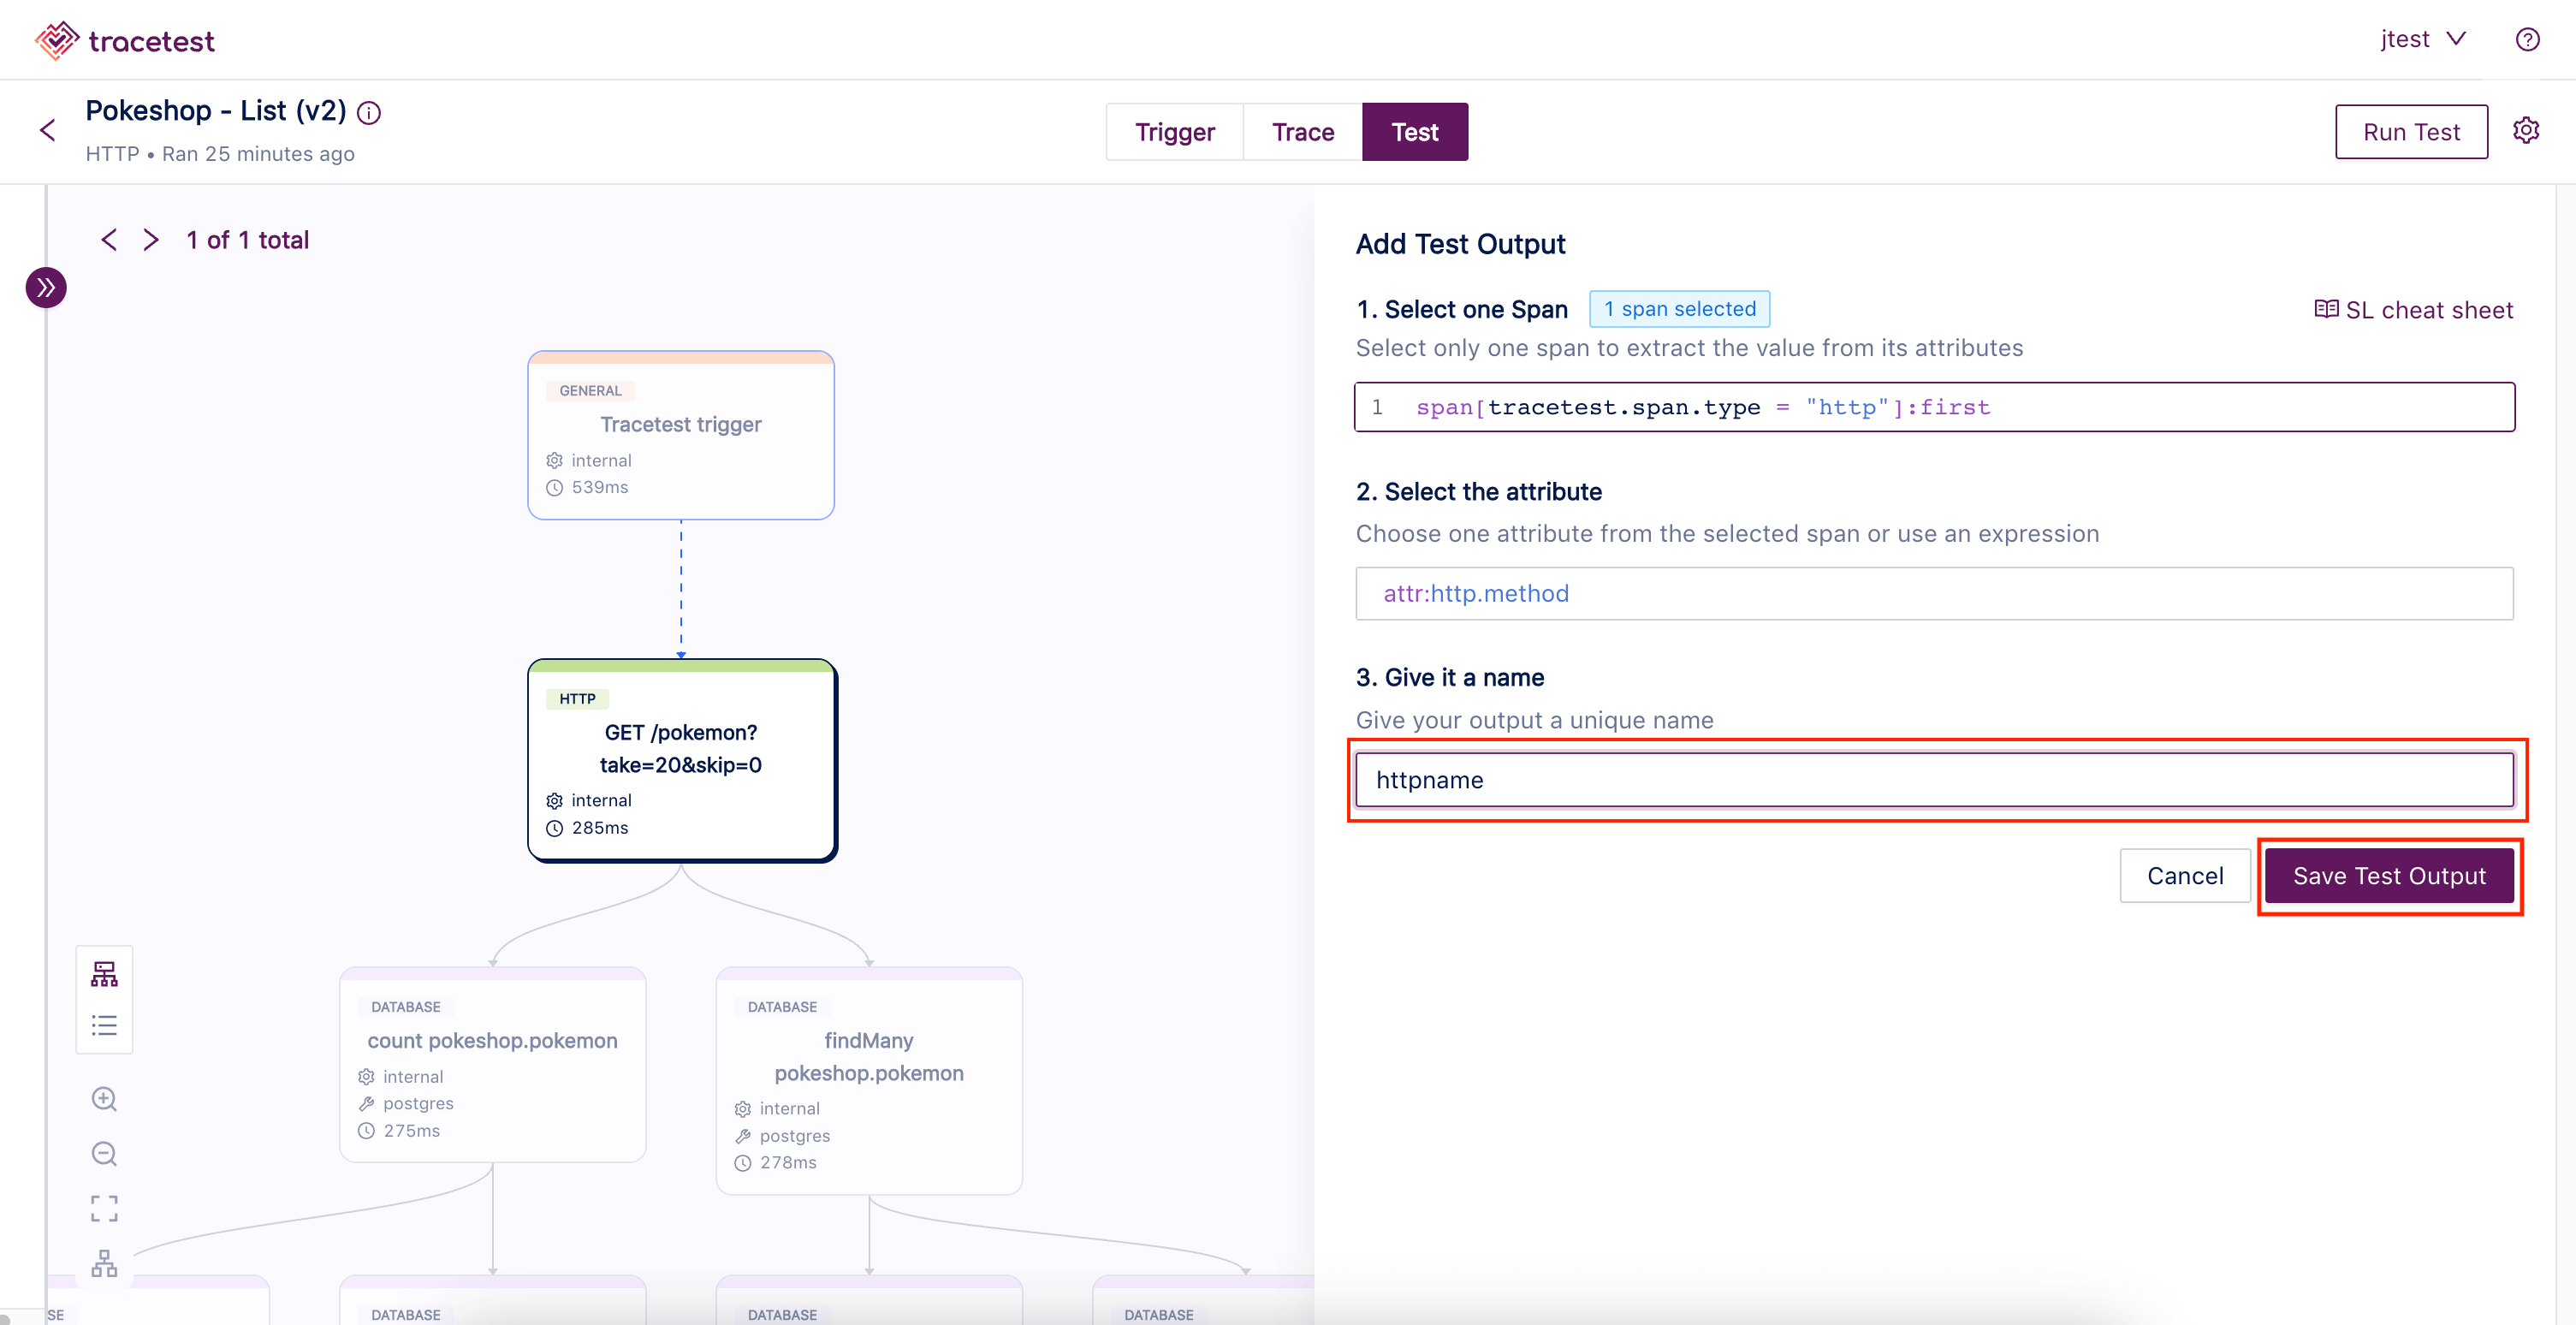 tracetest
jtest
Pokeshop - List (v2)
HTTP • Ran 25 minutes ago
Trigger
Trace
Test
Run Test
1 of 1 total
GENERAL
Tracetest trigger
internal
539ms
HTTP
GET /pokemon?
take=20&skip=0
internal
285ms
DATABASE
count pokeshop.pokemon
internal
postgres
275ms
DATABASE
findMany
pokeshop.pokemon
internal
postgres
278ms
SE
DATABASE
DATABASE
DATABASE
Add Test Output
1. Select one Span
1 span selected
SL cheat sheet
Select only one span to extract the value from its attributes
1 span[tracetest.span.type = "http"]:first
2. Select the attribute
Choose one attribute from the selected span or use an expression
attr:http.method
3. Give it a name
Give your output a unique name
httpname
Cancel
Save Test Output